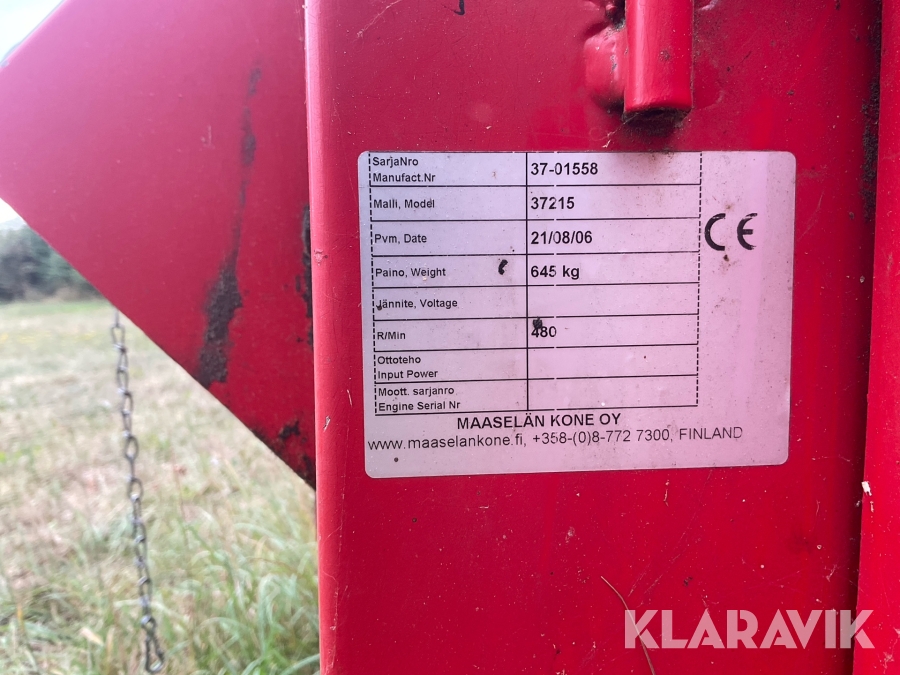 SarjaNro
Manufact.Nr 37-01558
Malli, Model 37215
Pvm, Date 21/08/06
Paino, Weight 645 kg
Jännite, Voltage
R/Min 480
Ottoteho
Input Power
Moott. sarjanro
Engine Serial Nr
CE
MAASELÄN KONE OY
www.maaselankone.fi, +358-(0)8-772 7300, FINLAND
KLARAVIK